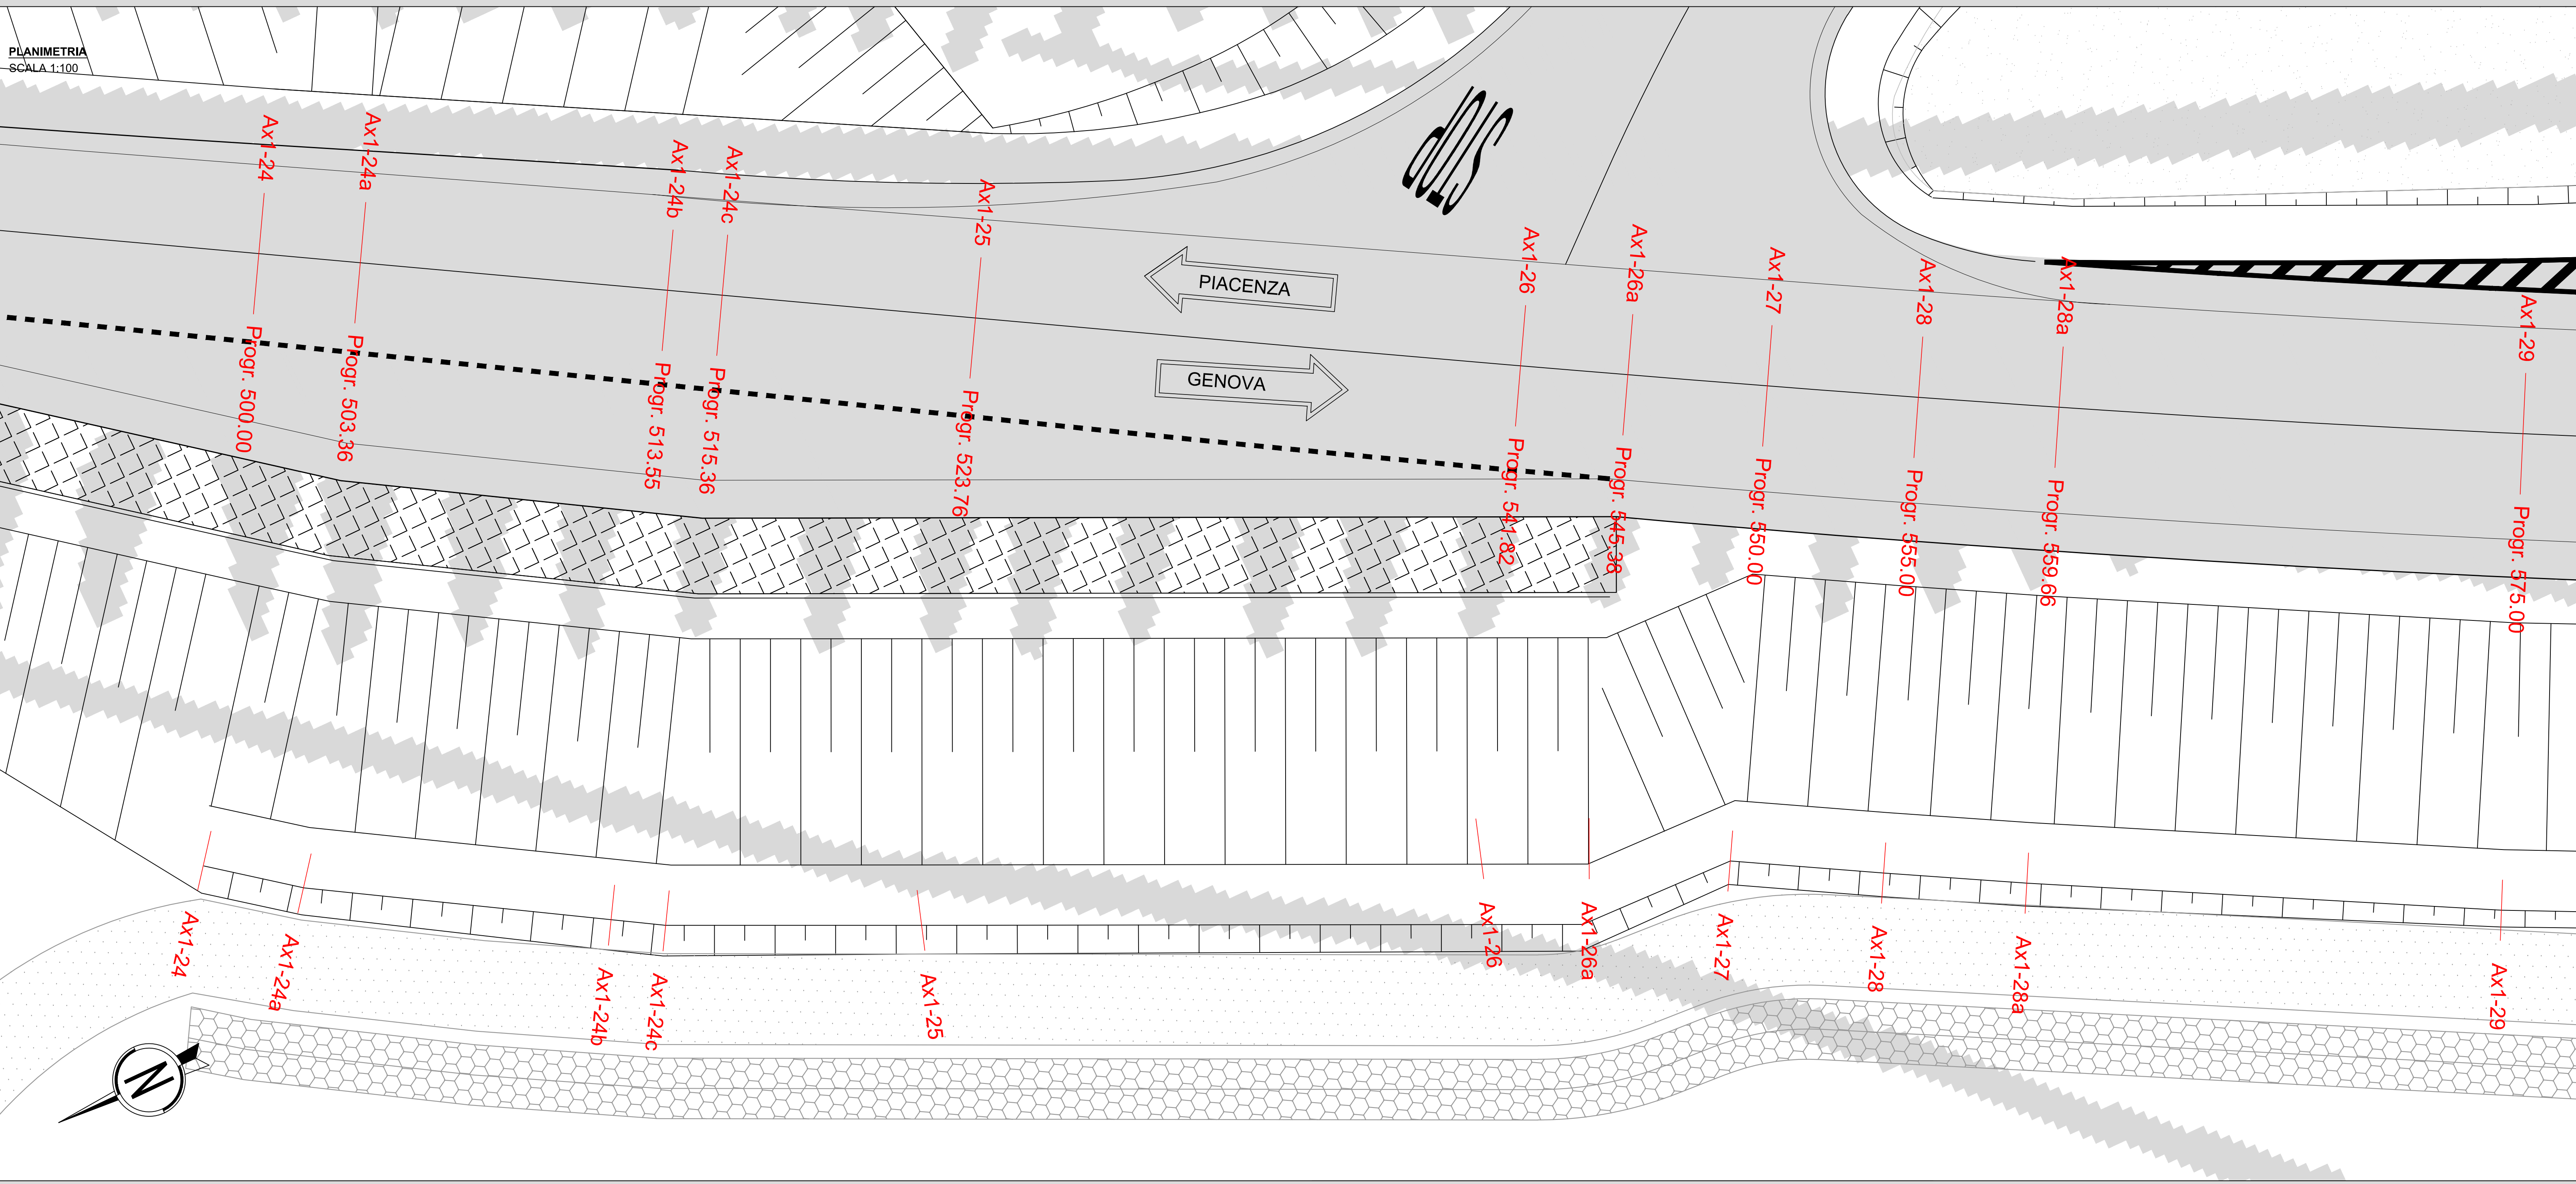 PLANIMETRIA
SCALA 1:100
Ax1-24
Ax1-24a
Ax1-24b
Ax1-24c
Ax1-25
Ax1-26
Ax1-26a
Ax1-27
Ax1-28
Ax1-28a
Ax1-29
STOP
PIACENZA
GENOVA
Progr. 500.00
Progr. 503.36
Progr. 513.55
Progr. 515.36
Progr. 523.76
Progr. 541.82
Progr. 545.38
Progr. 550.00
Progr. 555.00
Progr. 559.66
Progr. 575.00
Ax1-24
Ax1-24a
Ax1-24b
Ax1-24c
Ax1-25
Ax1-26
Ax1-26a
Ax1-27
Ax1-28
Ax1-28a
Ax1-29
N